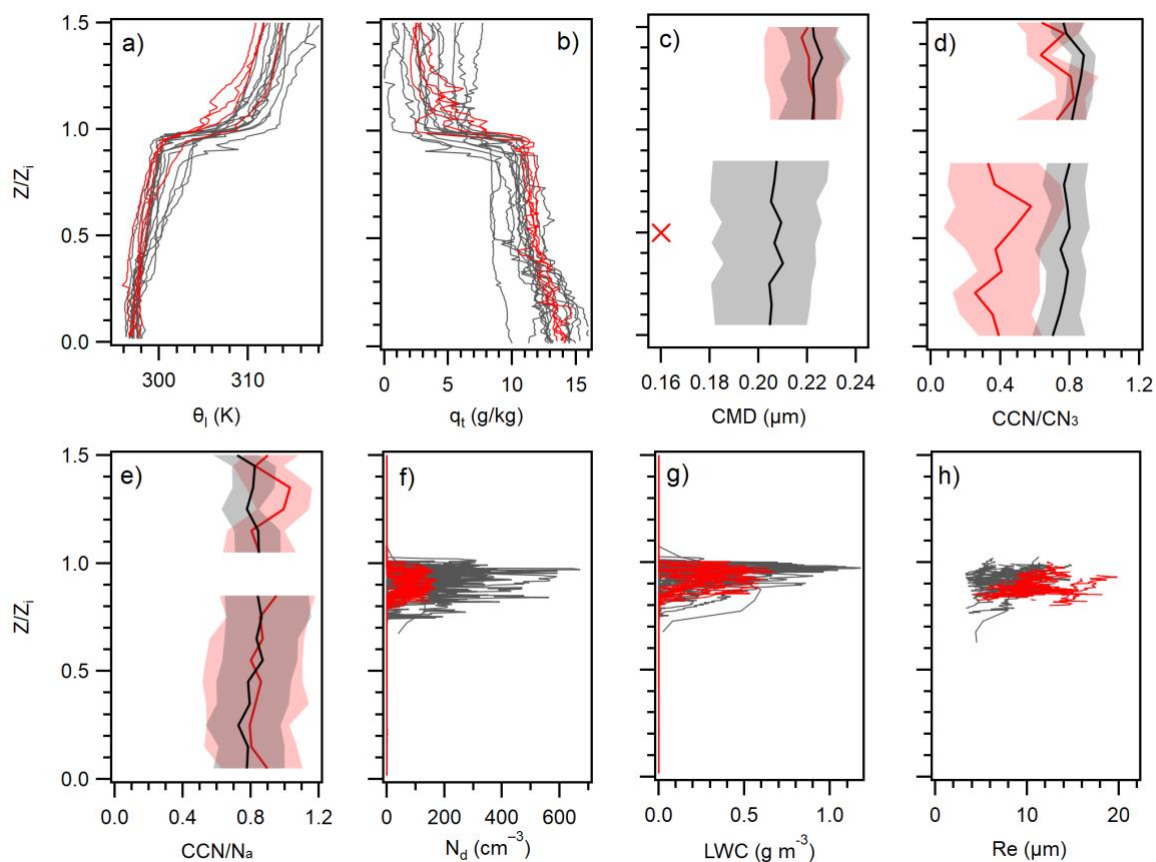 1.5
1.0
0.5
0.0
Z/Zi
a)
b)
c)
d)
300 310
0 5 10 15
0.16 0.20 0.22 0.24
0.0 0.4 0.8 1.2
θl (K)
qt (g/kg)
CMD (µm)
CCN/CN3
1.5
1.0
0.5
0.0
Z/Zi
e)
f)
g)
h)
0.0 0.4 0.8 1.2
0 200 400 600
0.0 0.5 1.0
0 10 20
CCN/Na
Nd (cm⁻³)
LWC (g m⁻³)
Re (µm)